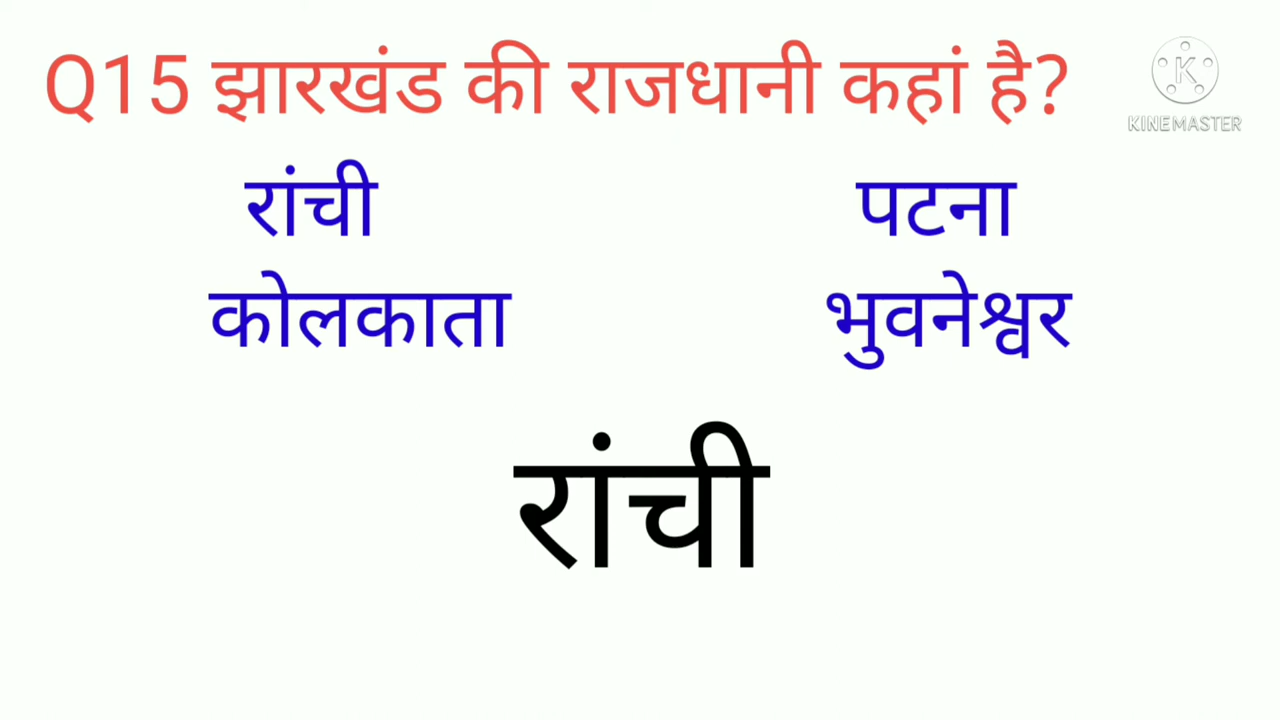 Q15 झारखंड की राजधानी कहां है?
KINEMASTER
रांची पटना
कोलकाता भुवनेश्वर
रांची